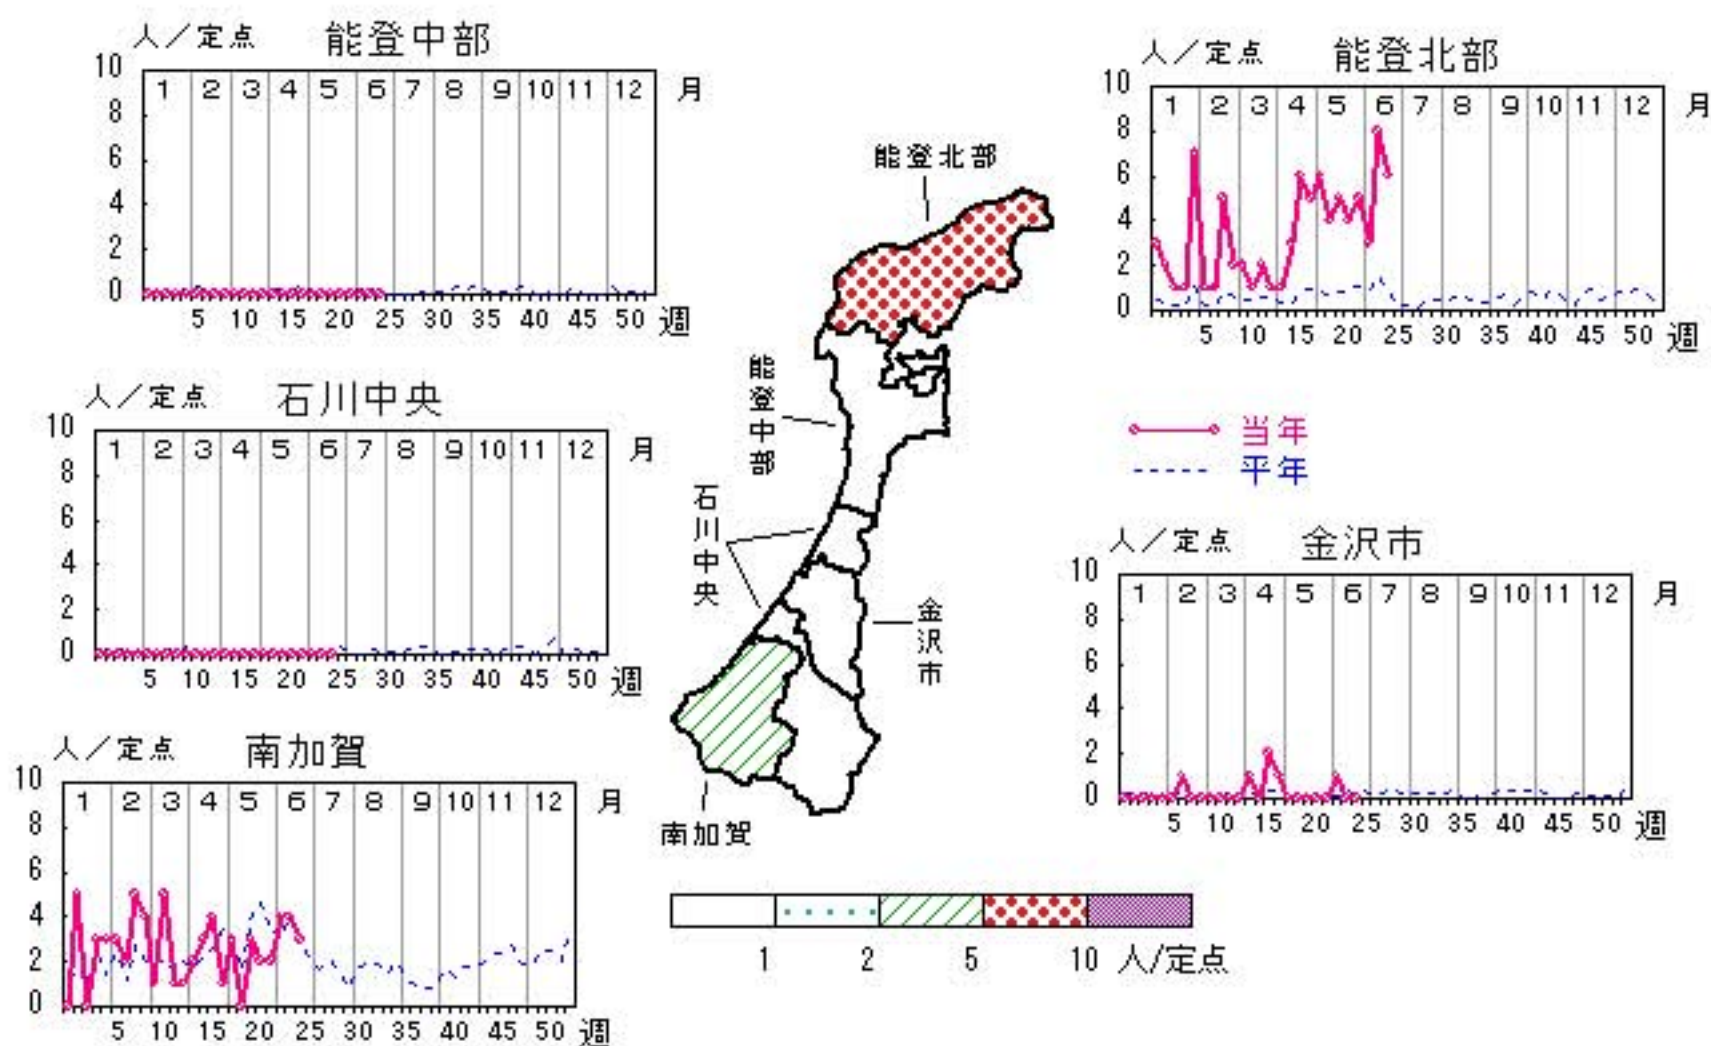 人／定点 能登中部
10 8 6 4 2 0
1 2 3 4 5 6 7 8 9 10 11 12 月
5 10 15 20 25 30 35 40 45 50 週
人／定点 能登北部
10 8 6 4 2 0
1 2 3 4 5 6 7 8 9 10 11 12 月
5 10 15 20 25 30 35 40 45 50 週
人／定点 石川中央
10 8 6 4 2 0
1 2 3 4 5 6 7 8 9 10 11 12 月
5 10 15 20 25 30 35 40 45 50 週
当年
平年
人／定点 金沢市
10 8 6 4 2 0
1 2 3 4 5 6 7 8 9 10 11 12 月
5 10 15 20 25 30 35 40 45 50 週
人／定点 南加賀
10 8 6 4 2 0
1 2 3 4 5 6 7 8 9 10 11 12 月
5 10 15 20 25 30 35 40 45 50 週
能登北部
能登中部
石川中央
金沢市
南加賀
1 2 5 10 人/定点